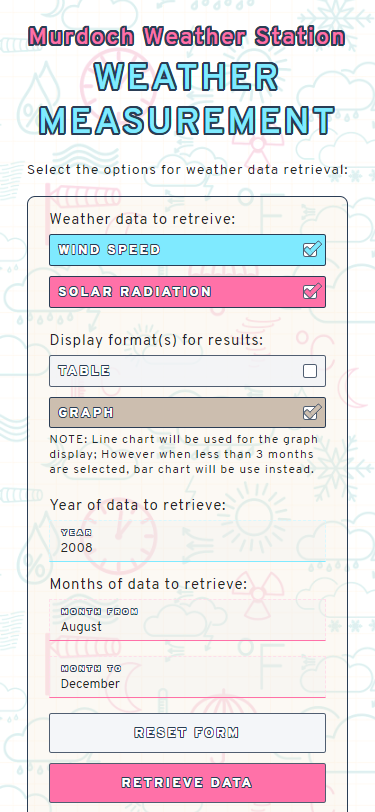 Murdoch Weather Station
WEATHER
MEASUREMENT
Select the options for weather data retrieval:
Weather data to retreive:
WIND SPEED
SOLAR RADIATION
Display format(s) for results:
TABLE
GRAPH
NOTE: Line chart will be used for the graph
display; However when less than 3 months
are selected, bar chart will be use instead.
Year of data to retrieve:
YEAR
2008
Months of data to retrieve:
MONTH FROM
August
MONTH TO
December
RESET FORM
RETRIEVE DATA